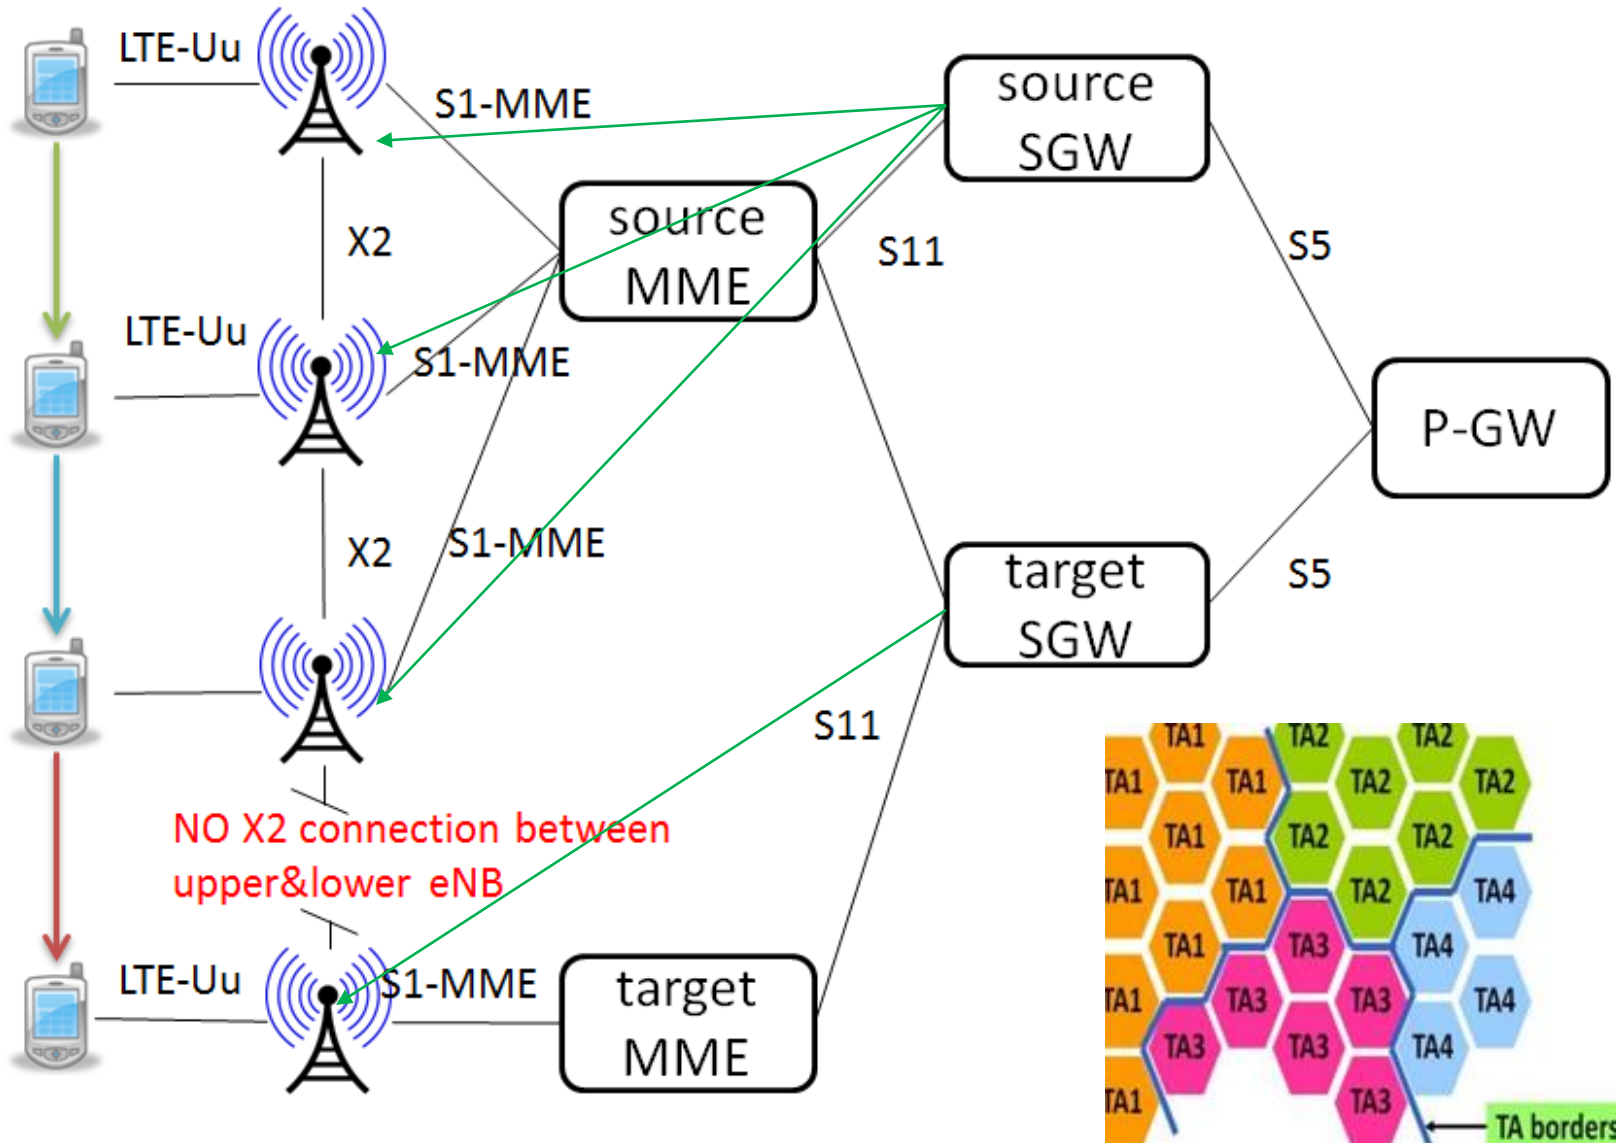 LTE-Uu
S1-MME
source
SGW
source
MME
X2
S11
S5
LTE-Uu
S1-MME
P-GW
X2
S1-MME
target
SGW
S5
S11
NO X2 connection between
upper&lower eNB
LTE-Uu
S1-MME
target
MME
TA1
TA2
TA2
TA1
TA1
TA2
TA2
TA1
TA2
TA2
TA1
TA1
TA2
TA4
TA1
TA3
TA4
TA1
TA3
TA3
TA4
TA3
TA3
TA4
TA1
TA3
TA borders